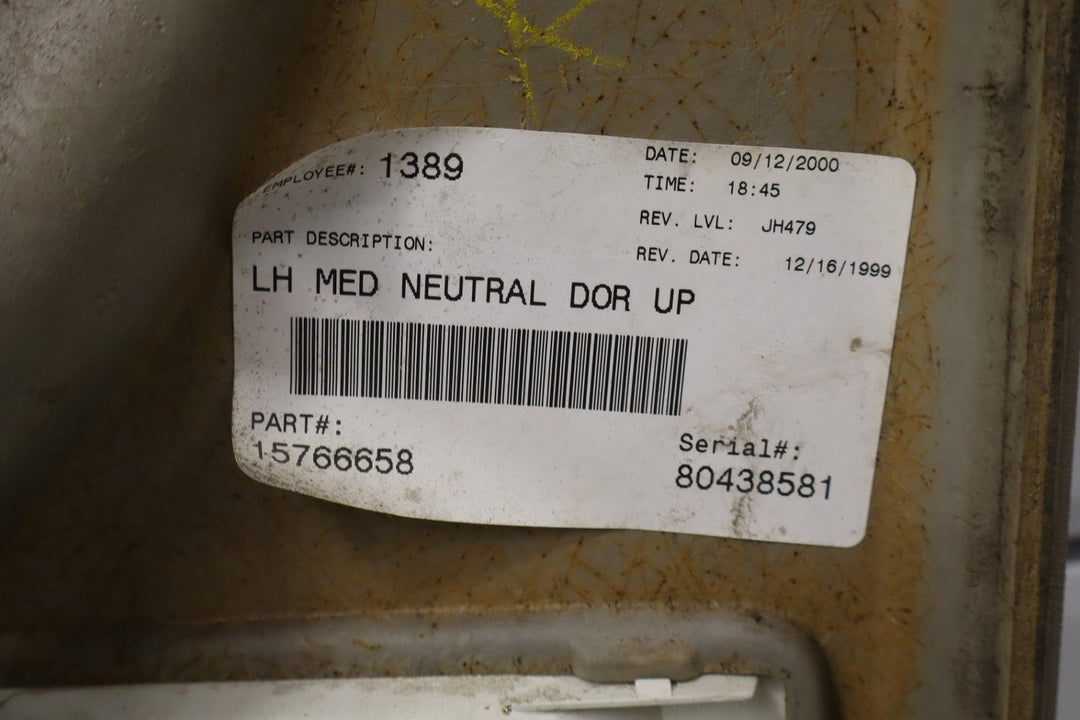 EMPLOYEE#: 1389
DATE: 09/12/2000
TIME: 18:45
REV. LVL: JH479
REV. DATE: 12/16/1999
PART DESCRIPTION:
LH MED NEUTRAL DOR UP
PART#:
15766658
Serial#:
80438581